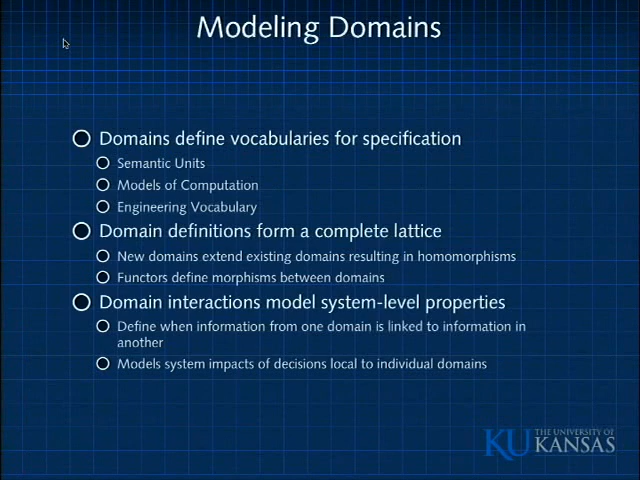 Modeling Domains
Domains define vocabularies for specification
Semantic Units
Models of Computation
Engineering Vocabulary
Domain definitions form a complete lattice
New domains extend existing domains resulting in homomorphisms
Functors define morphisms between domains
Domain interactions model system-level properties
Define when information from one domain is linked to information in
another
Models system impacts of decisions local to individual domains
KU THE UNIVERSITY OF
KANSAS